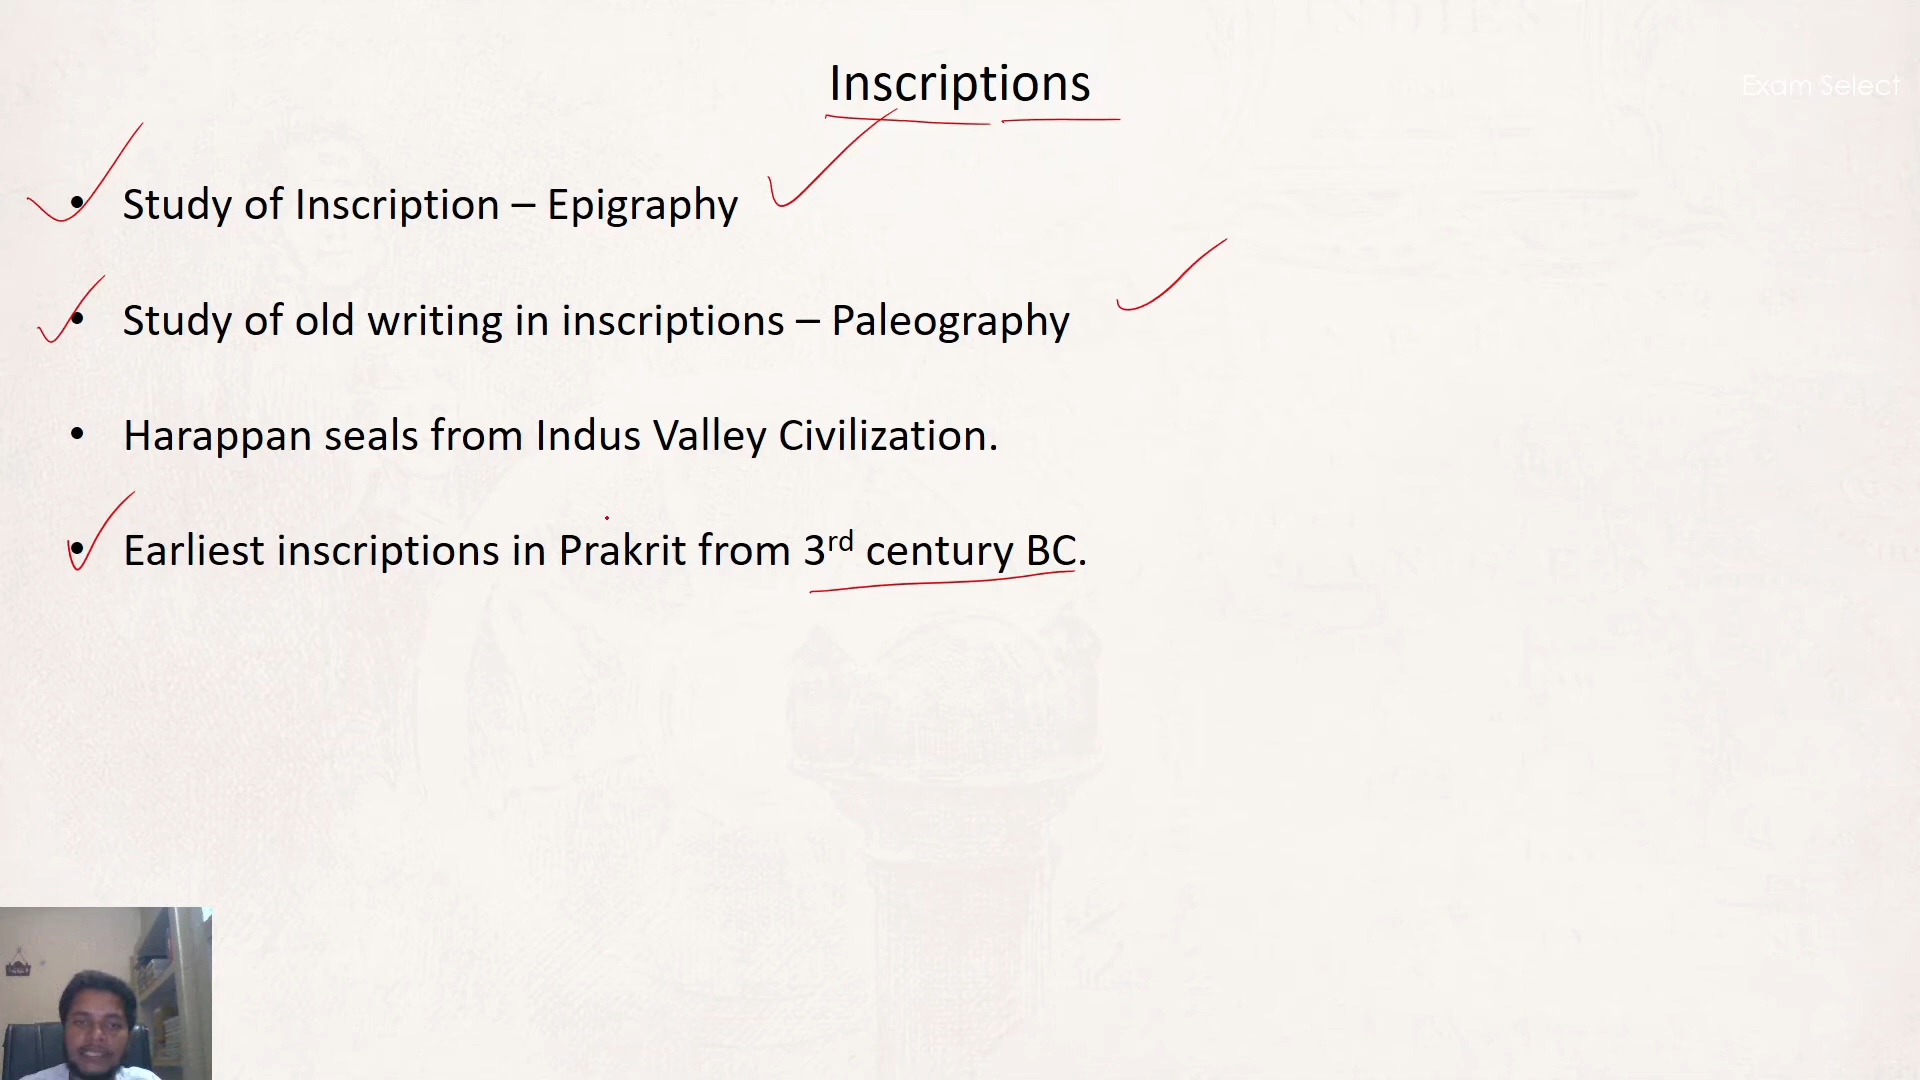 Inscriptions
Exam Select
• Study of Inscription – Epigraphy
• Study of old writing in inscriptions – Paleography
• Harappan seals from Indus Valley Civilization.
• Earliest inscriptions in Prakrit from 3rd century BC.